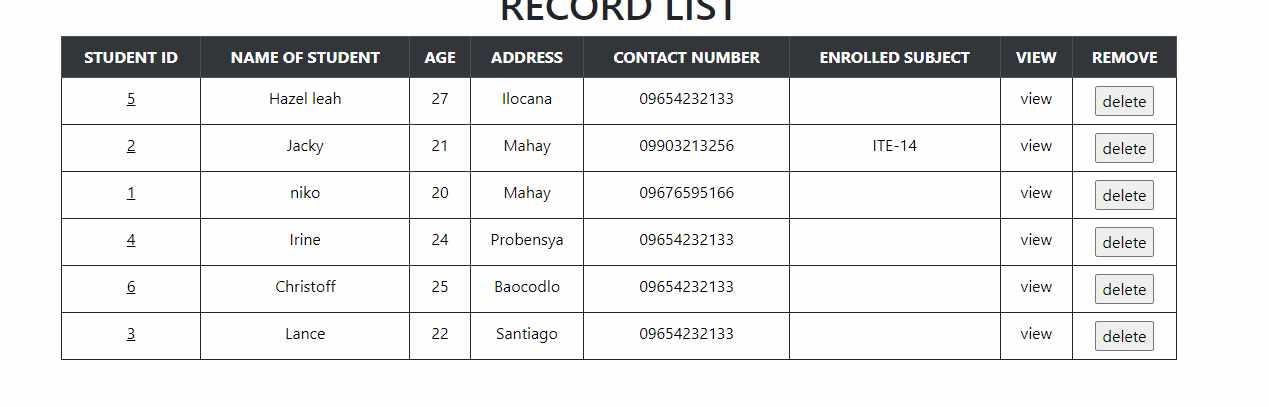 RECORD LIST
STUDENT ID NAME OF STUDENT AGE ADDRESS CONTACT NUMBER ENROLLED SUBJECT VIEW REMOVE
5 Hazel leah 27 Ilocana 09654232133 view delete
2 Jacky 21 Mahay 09903213256 ITE-14 view delete
1 niko 20 Mahay 09676595166 view delete
4 Irine 24 Probensya 09654232133 view delete
6 Christoff 25 Baocodlo 09654232133 view delete
3 Lance 22 Santiago 09654232133 view delete